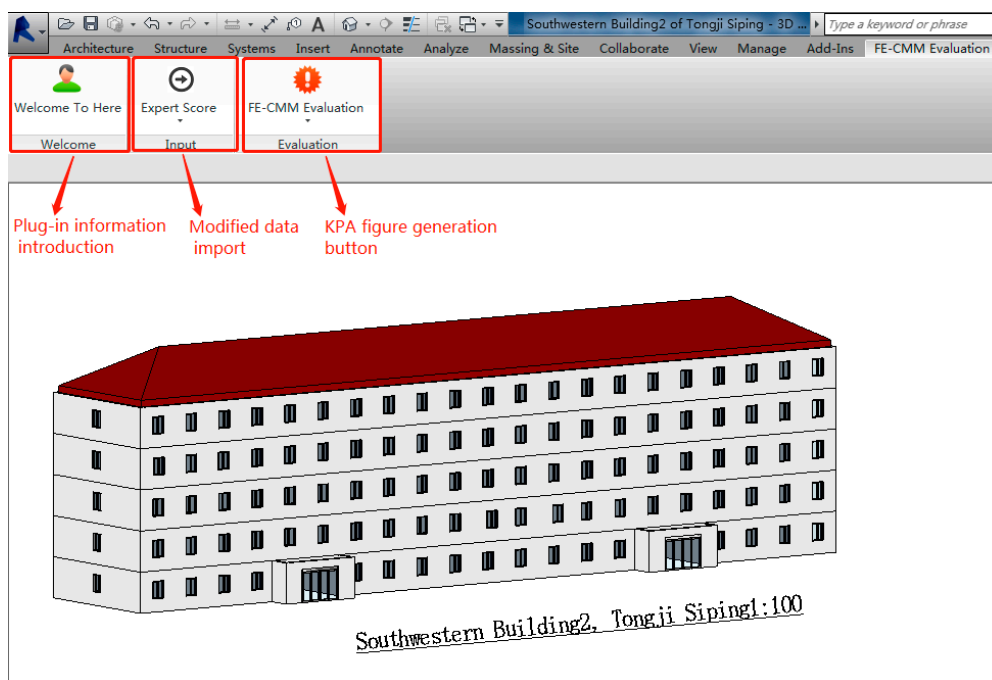 Southwestern Building2 of Tongji Siping - 3D ...
Type a keyword or phrase
Architecture Structure Systems Insert Annotate Analyze Massing & Site Collaborate View Manage Add-Ins FE-CMM Evaluation
Welcome To Here Expert Score FE-CMM Evaluation
Welcome Input Evaluation
Plug-in information
introduction
Modified data
import
KPA figure generation
button
Southwestern Building2, Tongji Siping1:100